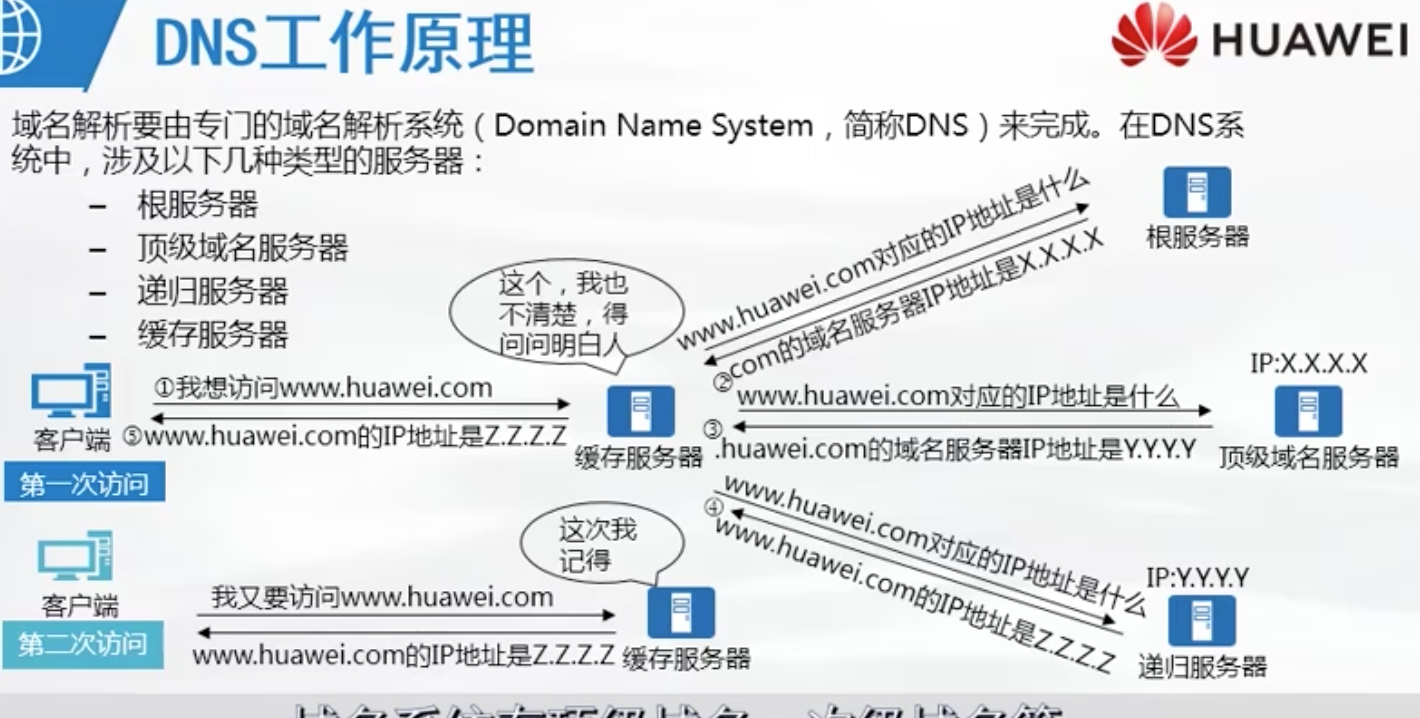 DNS工作原理
HUAWEI
域名解析要由专门的域名解析系统（Domain Name System，简称DNS）来完成。在DNS系
统中，涉及以下几种类型的服务器：
– 根服务器
– 顶级域名服务器
– 递归服务器
– 缓存服务器
这个，我也
不清楚，得
问问明白人
www.huawei.com对应的IP地址是什么
②com的域名服务器IP地址是X.X.X.X
根服务器
①我想访问www.huawei.com
⑤www.huawei.com的IP地址是Z.Z.Z.Z
客户端
第一次访问
缓存服务器
www.huawei.com对应的IP地址是什么
③
.huawei.com的域名服务器IP地址是Y.Y.Y.Y
IP:X.X.X.X
顶级域名服务器
④
www.huawei.com对应的IP地址是什么
www.huawei.com的IP地址是Z.Z.Z.Z
IP:Y.Y.Y.Y
递归服务器
这次我
记得
客户端
第二次访问
我又要访问www.huawei.com
www.huawei.com的IP地址是Z.Z.Z.Z
缓存服务器